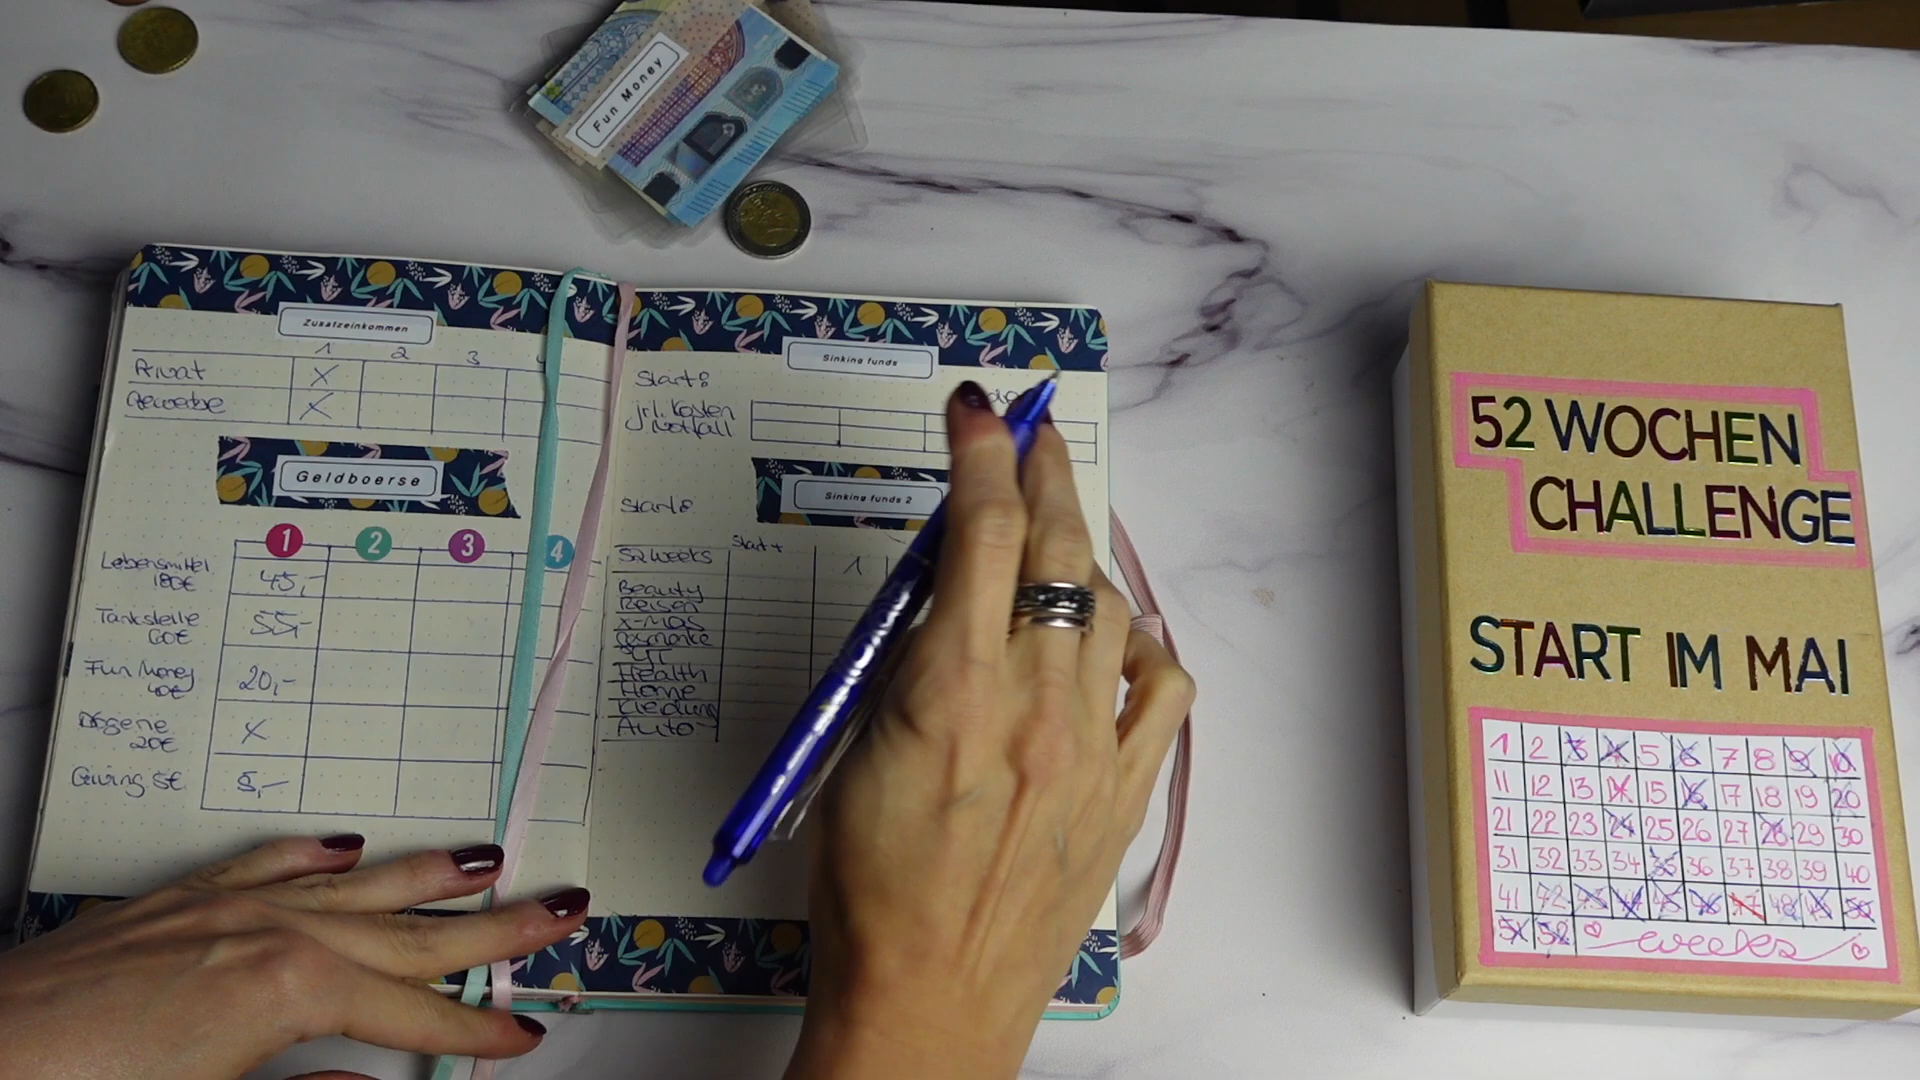 Fun Money
Zusatzeinkommen
1 2 3 4
Privat X
Gewerbe X
Geldboerse
1 2 3 4
Lebensmittel
180€
45,-
Tankstelle
60€
55,-
Fun Money
40€
20,-
Drogerie
20€
X
Giving 5€
5,-
Sinking funds
Start:
jrl. Kosten
Notfall
Sinking funds 2
Start:
Start +
52 weeks
1
Beauty
Reisen
X-MAS
Geschenke
YT
Health
Home
Kleidung
Auto
52 WOCHEN
CHALLENGE
START IM MAI
1 2 3 4 5 6 7 8 9 10
11 12 13 14 15 16 17 18 19 20
21 22 23 24 25 26 27 28 29 30
31 32 33 34 35 36 37 38 39 40
41 42 43 44 45 46 47 48 49 50
51 52 weeks